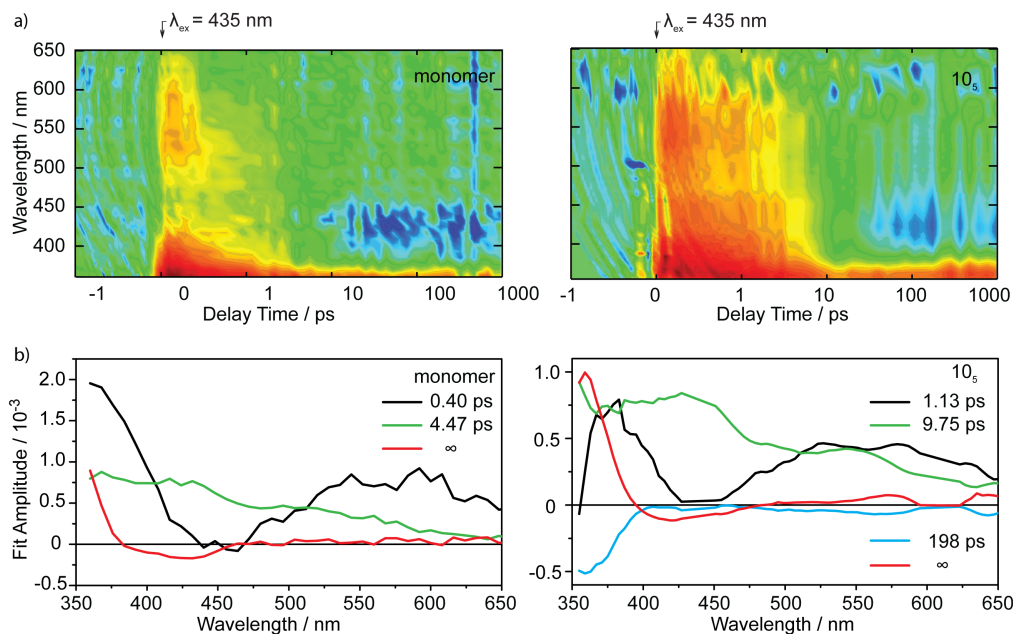 a)
λex = 435 nm
λex = 435 nm
650
600
550
500
450
400
Wavelength / nm
monomer
-1
0
1
10
100
1000
Delay Time / ps
10₅
-1
0
1
10
100
1000
Delay Time / ps
b)
Fit Amplitude / 10⁻³
2.0
1.5
1.0
0.5
0
-0.5
monomer
0.40 ps
4.47 ps
∞
350
400
450
500
550
600
650
Wavelength / nm
1.0
0.5
0
-0.5
10₅
1.13 ps
9.75 ps
198 ps
∞
350
400
450
500
550
600
650
Wavelength / nm